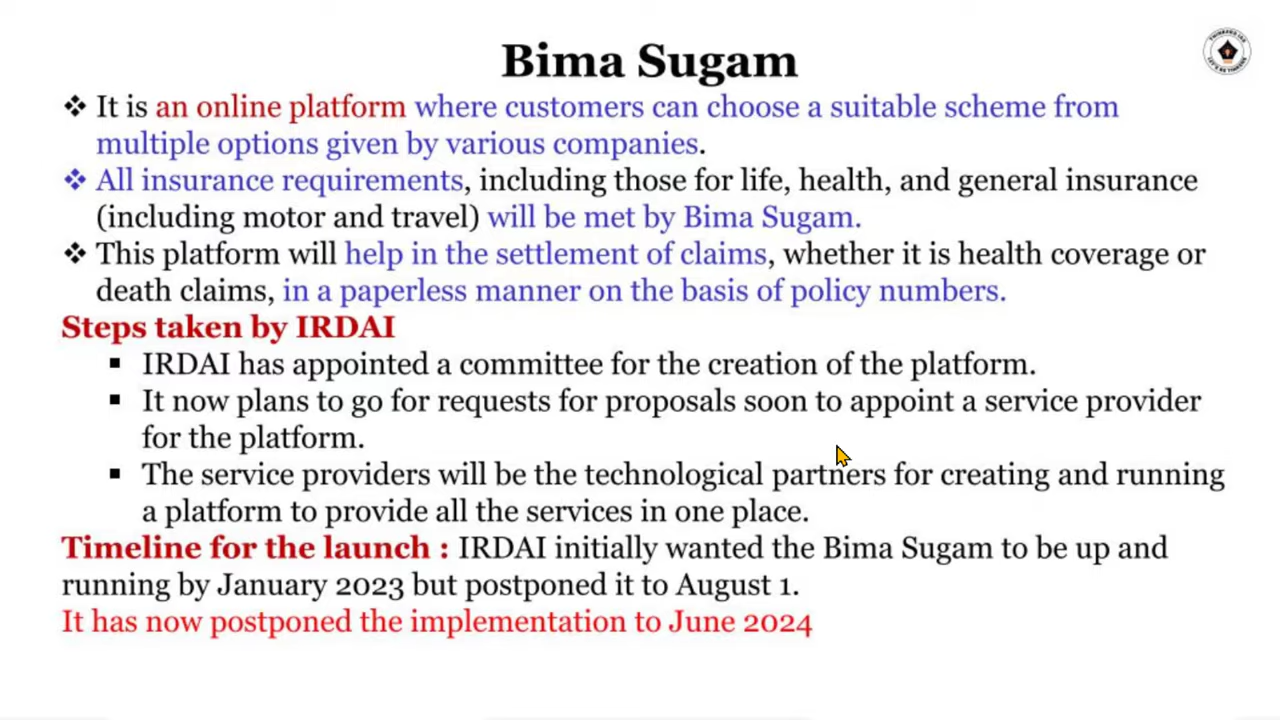 Bima Sugam
THINKERS IAS
LET'S BE THINKERS
❖ It is an online platform where customers can choose a suitable scheme from
multiple options given by various companies.
❖ All insurance requirements, including those for life, health, and general insurance
(including motor and travel) will be met by Bima Sugam.
❖ This platform will help in the settlement of claims, whether it is health coverage or
death claims, in a paperless manner on the basis of policy numbers.
Steps taken by IRDAI
▪ IRDAI has appointed a committee for the creation of the platform.
▪ It now plans to go for requests for proposals soon to appoint a service provider
for the platform.
▪ The service providers will be the technological partners for creating and running
a platform to provide all the services in one place.
Timeline for the launch : IRDAI initially wanted the Bima Sugam to be up and
running by January 2023 but postponed it to August 1.
It has now postponed the implementation to June 2024